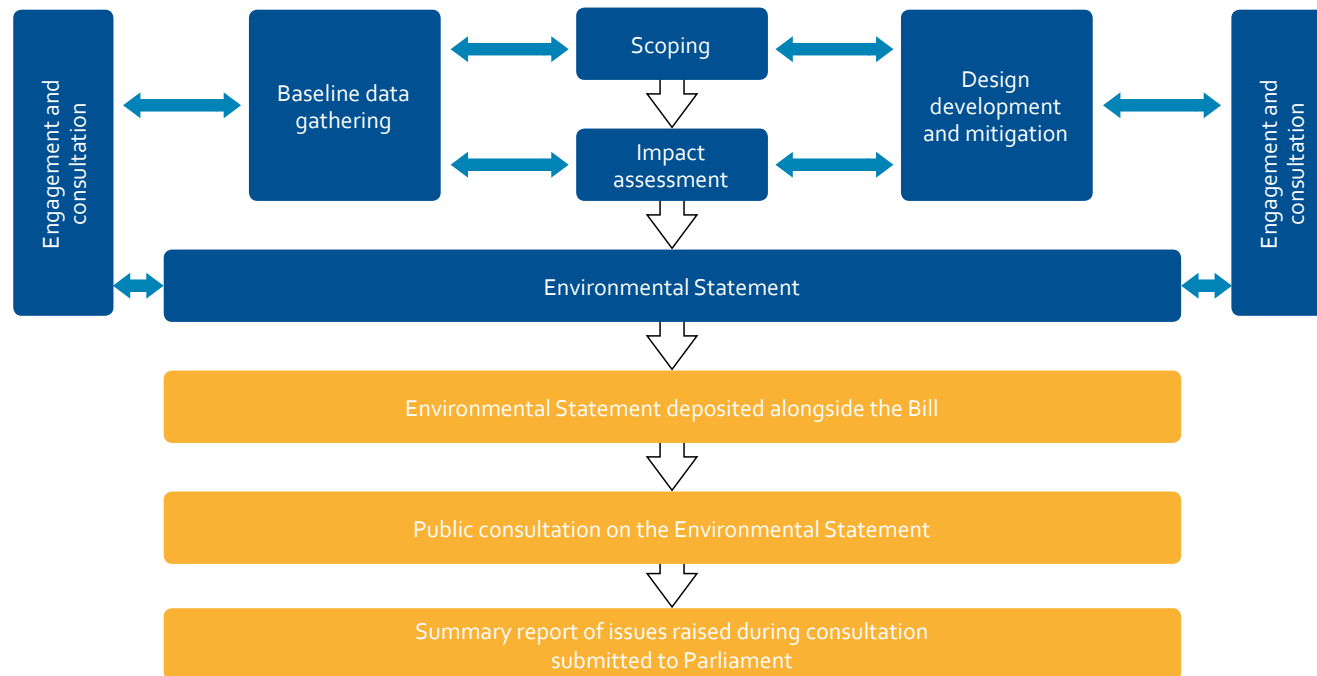 Engagement and
consultation
Baseline data
gathering
Scoping
Impact
assessment
Design
development
and mitigation
Engagement and
consultation
Environmental Statement
Environmental Statement deposited alongside the Bill
Public consultation on the Environmental Statement
Summary report of issues raised during consultation
submitted to Parliament